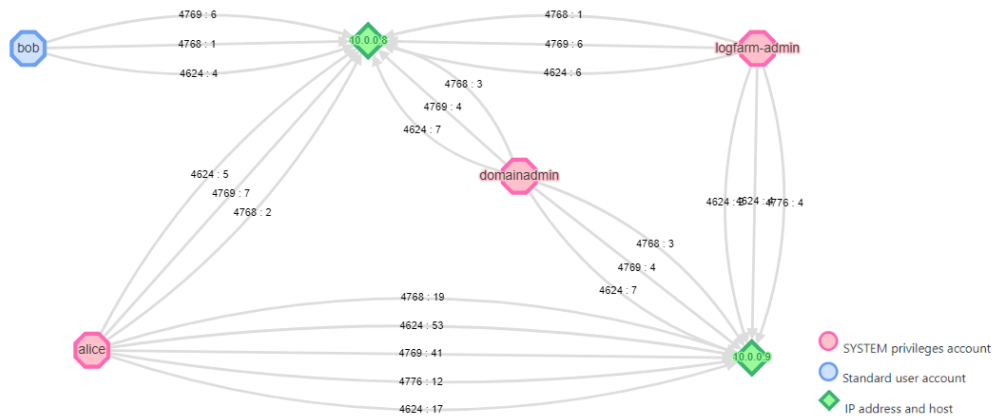 4769 : 6
4768 : 1
4624 : 4
bob
10.0.0.8
4768 : 1
4769 : 6
4624 : 6
logfarm-admin
4768 : 3
4769 : 4
4624 : 7
domainadmin
4624 : 5
4769 : 7
4768 : 2
4624 :
4624 : 4
4776 : 4
4768 : 3
4769 : 4
4624 : 7
4768 : 19
4624 : 53
4769 : 41
4776 : 12
4624 : 17
alice
10.0.0.9
SYSTEM privileges account
Standard user account
IP address and host